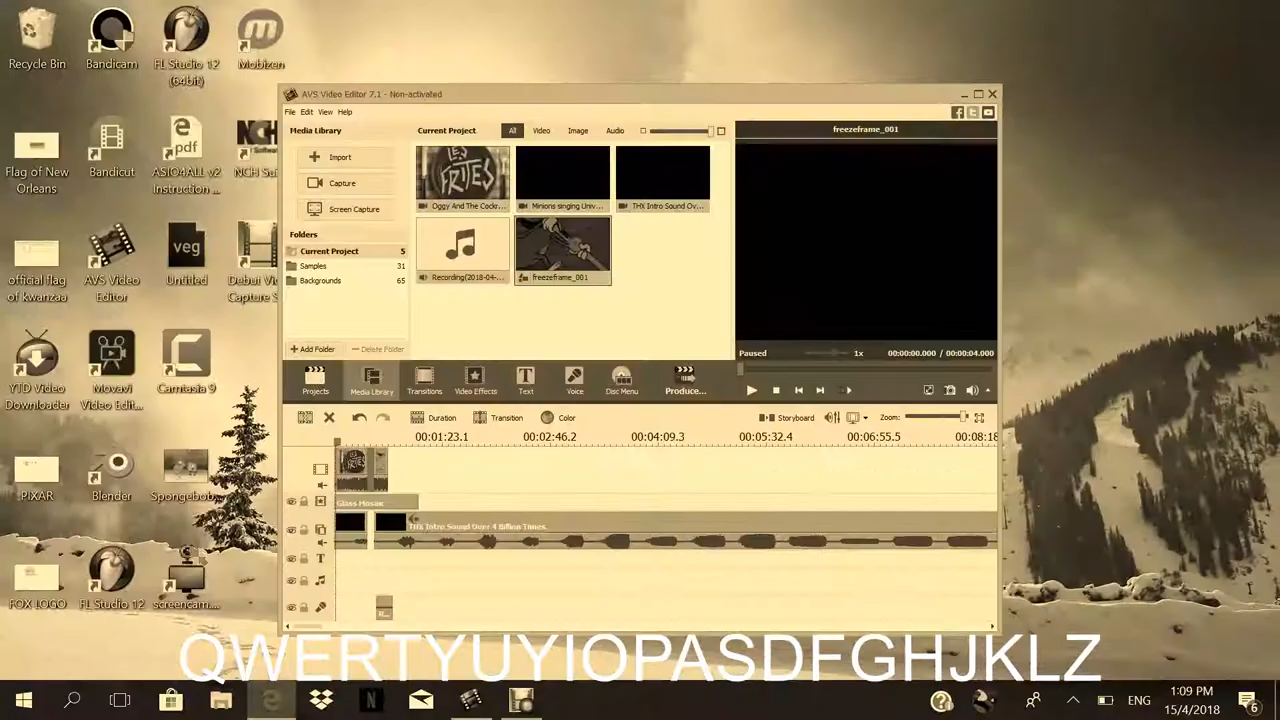 Recycle Bin
Bandicam
FL Studio 12
(64bit)
Mobizen
Flag of New
Orleans
Bandicut
ASIO4ALL v2
Instruction ...
NCH Sui
official flag
of kwanzaa
AVS Video
Editor
Untitled
Debut Vi
Capture S
YTD Video
Downloader
Movavi
Video Edit...
Camtasia 9
PIXAR
Blender
Spongebob
FOX LOGO
FL Studio 12
screencam....
AVS Video Editor 7.1 - Non-activated
File Edit View Help
Media Library
Import
Capture
Screen Capture
Folders
Current Project 5
Samples 31
Backgrounds 65
+ Add Folder
Delete Folder
Current Project
All
Video
Image
Audio
LES
FRITES
Oggy And The Cockr...
Minions singing Univ...
THX Intro Sound Ov...
Recording(2018-04-...
freezeframe_001
freezeframe_001
Paused
1x
00:00:00.000 / 00:00:04.000
Projects
Media Library
Transitions
Video Effects
Text
Voice
Disc Menu
Produce...
Duration
Transition
Color
Storyboard
Zoom:
00:01:23.1
00:02:46.2
00:04:09.3
00:05:32.4
00:06:55.5
00:08:18
Glass Mosaic
THX Intro Sound Over 4 Billion Times.
R...
QWERTYUYIOPASDFGHJKLZ
ENG
1:09 PM
15/4/2018
6